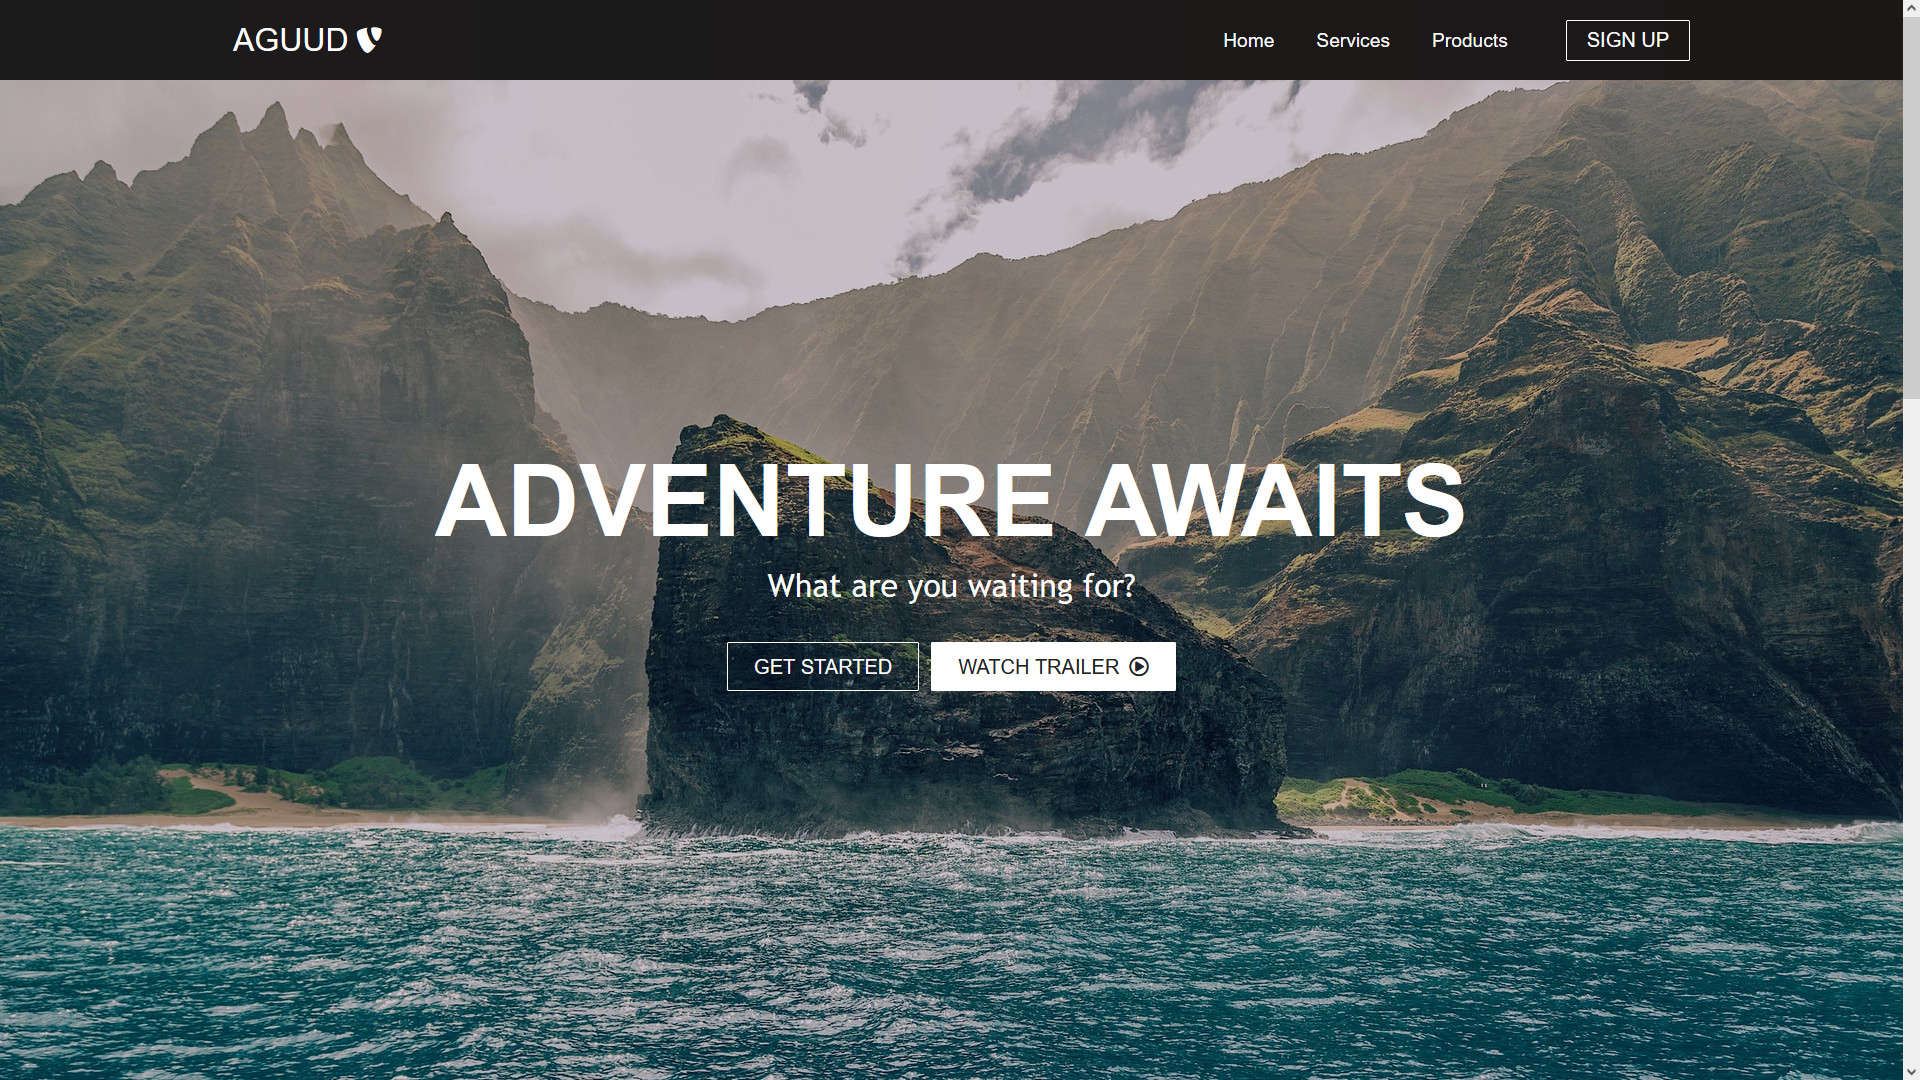 AGUUD
Home Services Products SIGN UP
ADVENTURE AWAITS
What are you waiting for?
GET STARTED WATCH TRAILER